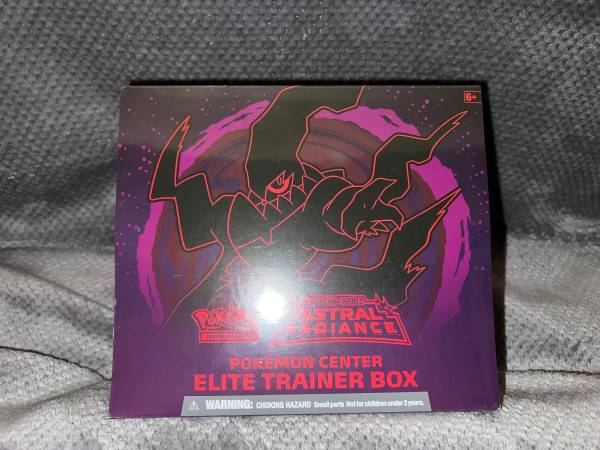 6+
POKÉMON
ASTRAL
RADIANCE
POKÉMON CENTER
ELITE TRAINER BOX
WARNING: CHOKING HAZARD Small parts Not for children under 3 years.